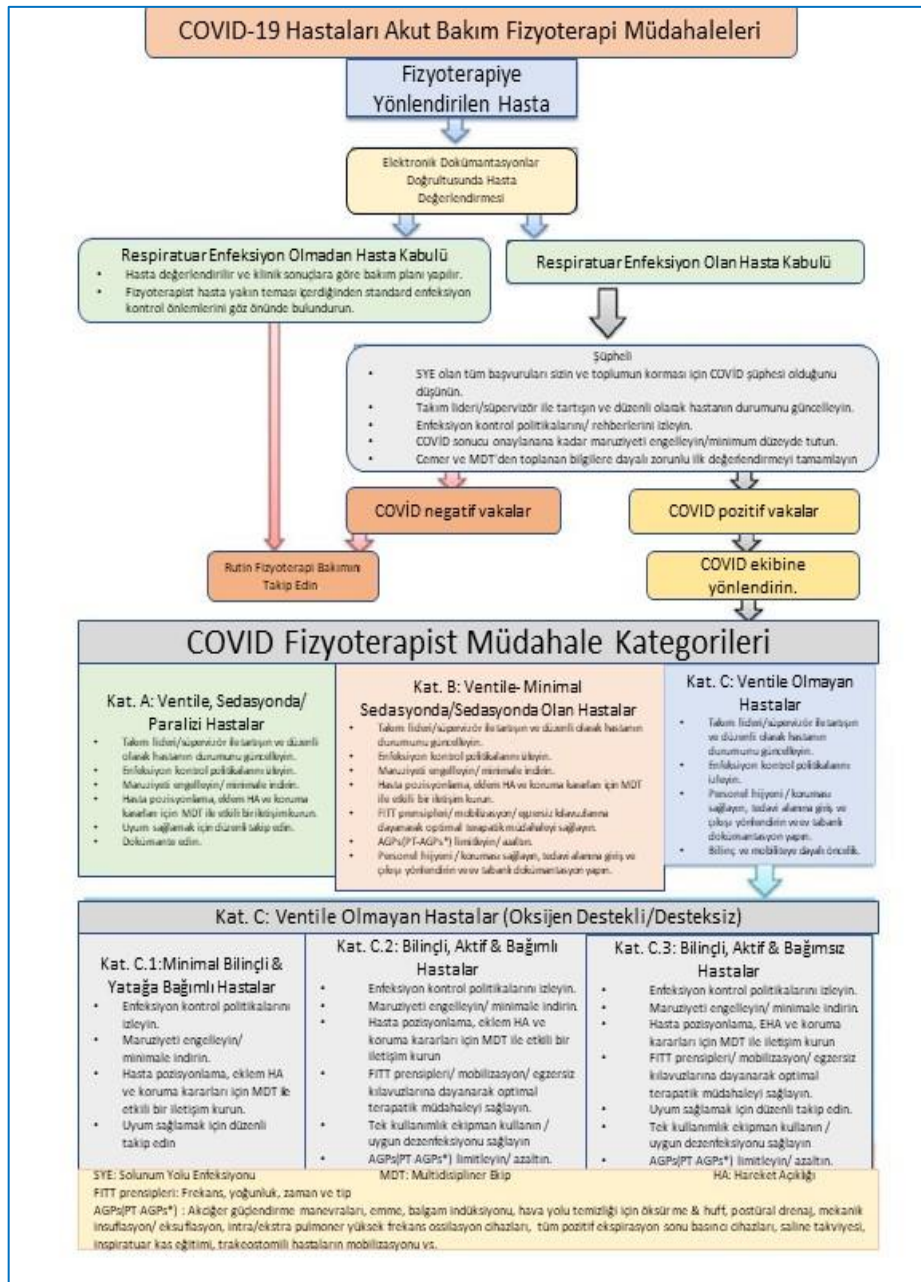 COVID-19 Hastaları Akut Bakım Fizyoterapi Müdahaleleri
Fizyoterapiye
Yönlendirilen Hasta
Elektronik Dokümantasyonlar
Doğrultusunda Hasta
Değerlendirmesi
Respiratuar Enfeksiyon Olmadan Hasta Kabulü
• Hasta değerlendirilir ve klinik sonuçlara göre bakım planı yapılır.
• Fizyoterapist hasta yakın teması içerdiğinden standard enfeksiyon
kontrol önlemlerini göz önünde bulundurun.
Respiratuar Enfeksiyon Olan Hasta Kabulü
Şüpheli
• SYE olan tüm başvuruları sizin ve toplumun korması için COVİD şüphesi olduğunu
düşünün.
• Takım lideri/süpervizör ile tartışın ve düzenli olarak hastanın durumunu güncelleyin.
• Enfeksiyon kontrol politikalarını/ rehberlerini izleyin.
• COVİD sonucu onaylanana kadar maruziyeti engelleyin/minimum düzeyde tutun.
• Cemer ve MDT'den toplanan bilgilere dayalı zorunlu ilk değerlendirmeyi tamamlayın
COVİD negatif vakalar
COVID pozitif vakalar
Rutin Fizyoterapi Bakımını
Takip Edin
COVID ekibine
yönlendirin.
COVID Fizyoterapist Müdahale Kategorileri
Kat. A: Ventile, Sedasyonda/
Paralizi Hastalar
• Takım lideri/süpervizör ile tartışın ve düzenli
olarak hastanın durumunu güncelleyin.
• Enfeksiyon kontrol politikalarını izleyin.
• Maruziyeti engelleyin/ minimale indirin.
• Hasta pozisyonlama, eklem HA ve koruma
kararları için MDT ile etkili bir iletişim kurun.
• Uyum sağlamak için düzenli takip edin.
• Dokümante edin.
Kat. B: Ventile- Minimal
Sedasyonda/Sedasyonda Olan Hastalar
• Takım lideri/süpervizör ile tartışın ve düzenli olarak hastanın
durumunu güncelleyin.
• Enfeksiyon kontrol politikalarını izleyin.
• Maruziyeti engelleyin/ minimale indirin.
• Hasta pozisyonlama, eklem HA ve koruma kararları için MDT
ile etkili bir iletişim kurun.
• FITT prensipleri/ mobilizasyon/ egzersiz kılavuzlarına
dayanarak optimal terapatik müdahaleyi sağlayın.
• AGPs(PT-AGPs*) limitleyin/ azaltın.
• Personel hijyeni / koruması sağlayın, tedavi alanına giriş ve
çıkışı yönlendirin ve ev tabanlı dokümantasyon yapın.
Kat. C: Ventile Olmayan
Hastalar
• Takım lideri/süpervizör ile tartışın
ve düzenli olarak hastanın
durumunu güncelleyin.
• Enfeksiyon kontrol politikalarını
izleyin.
• Personel hijyeni / koruması
sağlayın, tedavi alanına giriş ve
çıkışı yönlendirin ve ev tabanlı
dokümantasyon yapın.
• Bilinç ve mobiliteye dayalı öncelik.
Kat. C: Ventile Olmayan Hastalar (Oksijen Destekli/Desteksiz)
Kat. C.1:Minimal Bilinçli &
Yatağa Bağımlı Hastalar
• Enfeksiyon kontrol politikalarını
izleyin.
• Maruziyeti engelleyin/
minimale indirin.
• Hasta pozisyonlama, eklem HA
ve koruma kararları için MDT ile
etkili bir iletişim kurun.
• Uyum sağlamak için düzenli
takip edin
Kat. C.2: Bilinçli, Aktif & Bağımlı
Hastalar
• Enfeksiyon kontrol politikalarını izleyin.
• Maruziyeti engelleyin/ minimale indirin.
• Hasta pozisyonlama, eklem HA ve
koruma kararları için MDT ile etkili bir
iletişim kurun
• FITT prensipleri/ mobilizasyon/ egzersiz
kılavuzlarına dayanarak optimal
terapatik müdahaleyi sağlayın.
• Tek kullanımlık ekipman kullanın /
uygun dezenfeksiyonu sağlayın
• AGPs(PT AGPs*) limitleyin/ azaltın.
Kat. C.3: Bilinçli, Aktif & Bağımsız
Hastalar
• Enfeksiyon kontrol politikalarını izleyin.
• Maruziyeti engelleyin/ minimale indirin.
• Hasta pozisyonlama, EHA ve koruma
kararları için MDT ile iletişim kurun
• FITT prensipleri/ mobilizasyon/ egzersiz
kılavuzlarına dayanarak optimal
terapatik müdahaleyi sağlayın.
• Uyum sağlamak için düzenli takip edin.
• Tek kullanımlık ekipman kullanın /
uygun dezenfeksiyonu sağlayın.
• AGPs(PT AGPs*) limitleyin/ azaltın.
SYE: Solunum Yolu Enfeksiyonu MDT: Multidisipliner Ekip HA: Hareket Açıklığı
FITT prensipleri: Frekans, yoğunluk, zaman ve tip
AGPs(PT AGPs*) : Akciğer güçlendirme manevraları, emme, balgam indüksiyonu, hava yolu temizliği için öksürme & huff, postüral drenaj, mekanik
insuflasyon/ eksuflasyon, intra/ekstra pulmoner yüksek frekans ossilasyon cihazları, tüm pozitif ekspirasyon sonu basıncı cihazları, saline takviyesi,
inspiratuar kas eğitimi, trakeostomili hastaların mobilizasyonu vs.